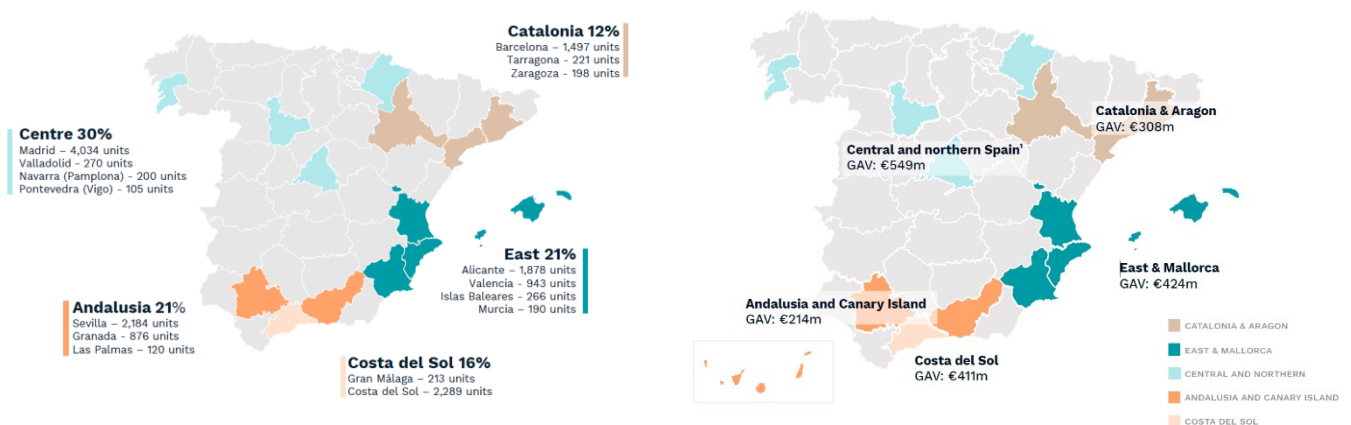 Catalonia 12%
Barcelona – 1,497 units
Tarragona - 221 units
Zaragoza - 198 units
Centre 30%
Madrid – 4,034 units
Valladolid - 270 units
Navarra (Pamplona) - 200 units
Pontevedra (Vigo) – 105 units
East 21%
Alicante – 1,878 units
Valencia - 943 units
Islas Baleares - 266 units
Murcia - 190 units
Andalusia 21%
Sevilla – 2,184 units
Granada - 876 units
Las Palmas – 120 units
Costa del Sol 16%
Gran Málaga – 213 units
Costa del Sol – 2,289 units
Catalonia & Aragon
GAV: €308m
Central and northern Spain¹
GAV: €549m
East & Mallorca
GAV: €424m
Andalusia and Canary Island
GAV: €214m
Costa del Sol
GAV: €411m
CATALONIA & ARAGON
EAST & MALLORCA
CENTRAL AND NORTHERN
ANDALUSIA AND CANARY ISLAND
COSTA DEL SOL